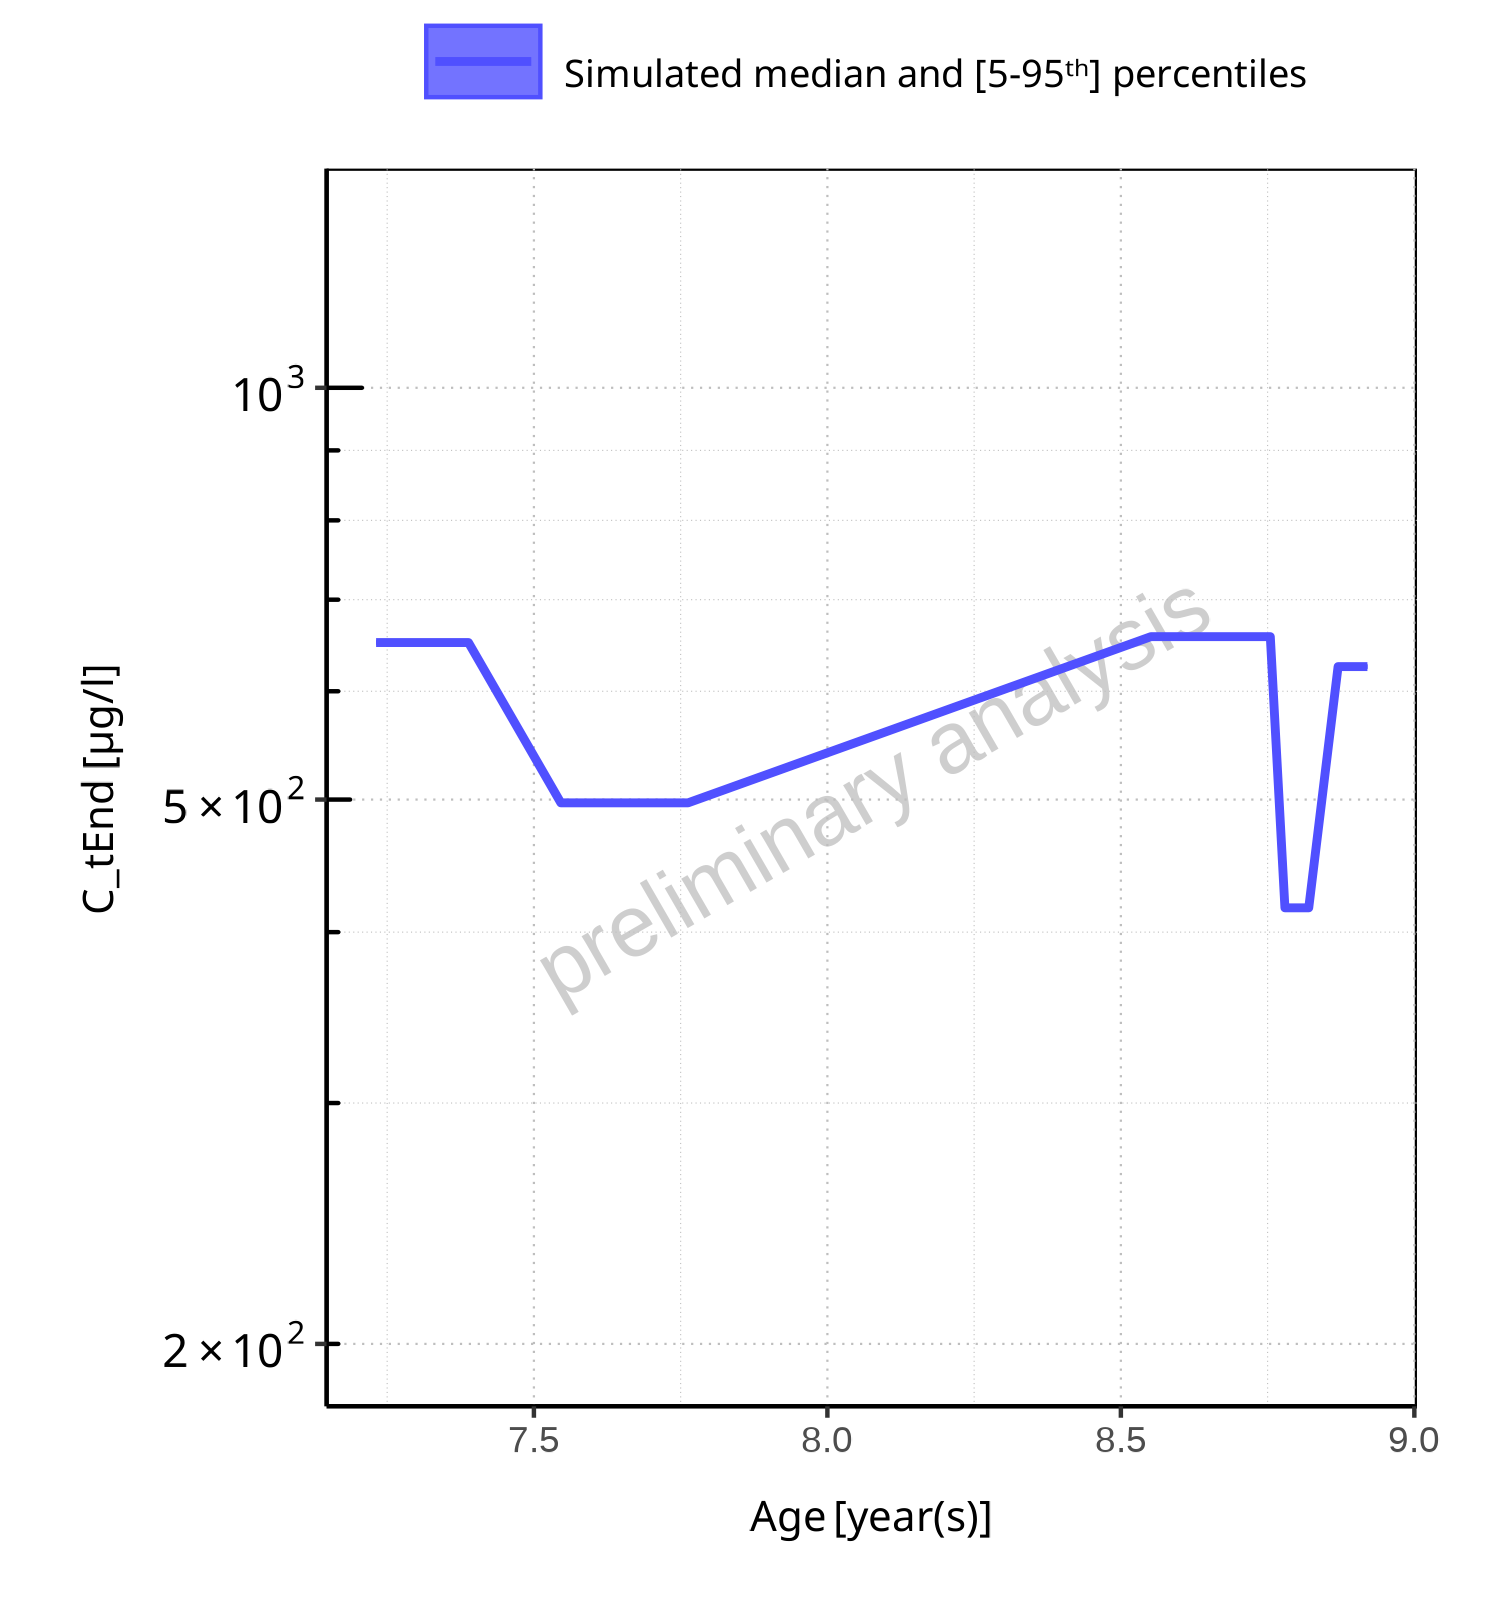 Simulated median and [5-95ᵗʰ] percentiles
10³
5 × 10²
2 × 10²
C_tEnd [µg/l]
preliminary analysis
7.5 8.0 8.5 9.0
Age [year(s)]